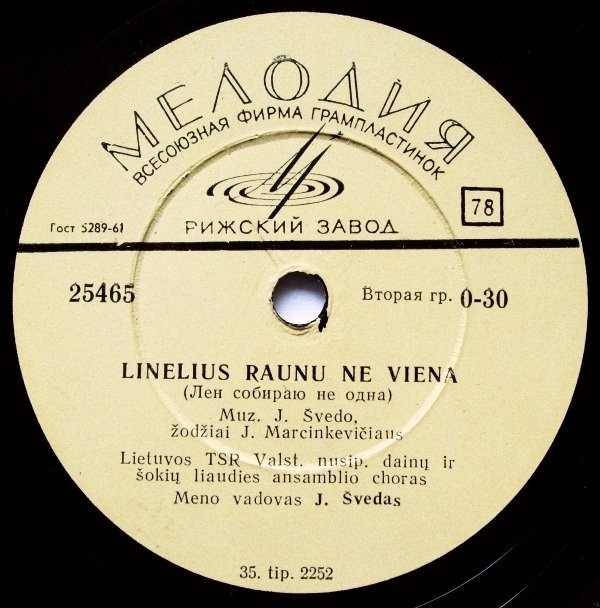 МЕЛОДИЯ
ВСЕСОЮЗНАЯ ФИРМА ГРАМПЛАСТИНОК
78
Гост 5289-61
РИЖСКИЙ ЗАВОД
25465
Вторая гр. 0-30
LINELIUS RAUNU NE VIENA
(Лен собираю не одна)
Muz. J. Švedo,
žodžiai J. Marcinkevičiaus
Lietuvos TSR Valst. nusip. dainų ir
šokių liaudies ansamblio choras
Meno vadovas J. Švedas
35. tip. 2252